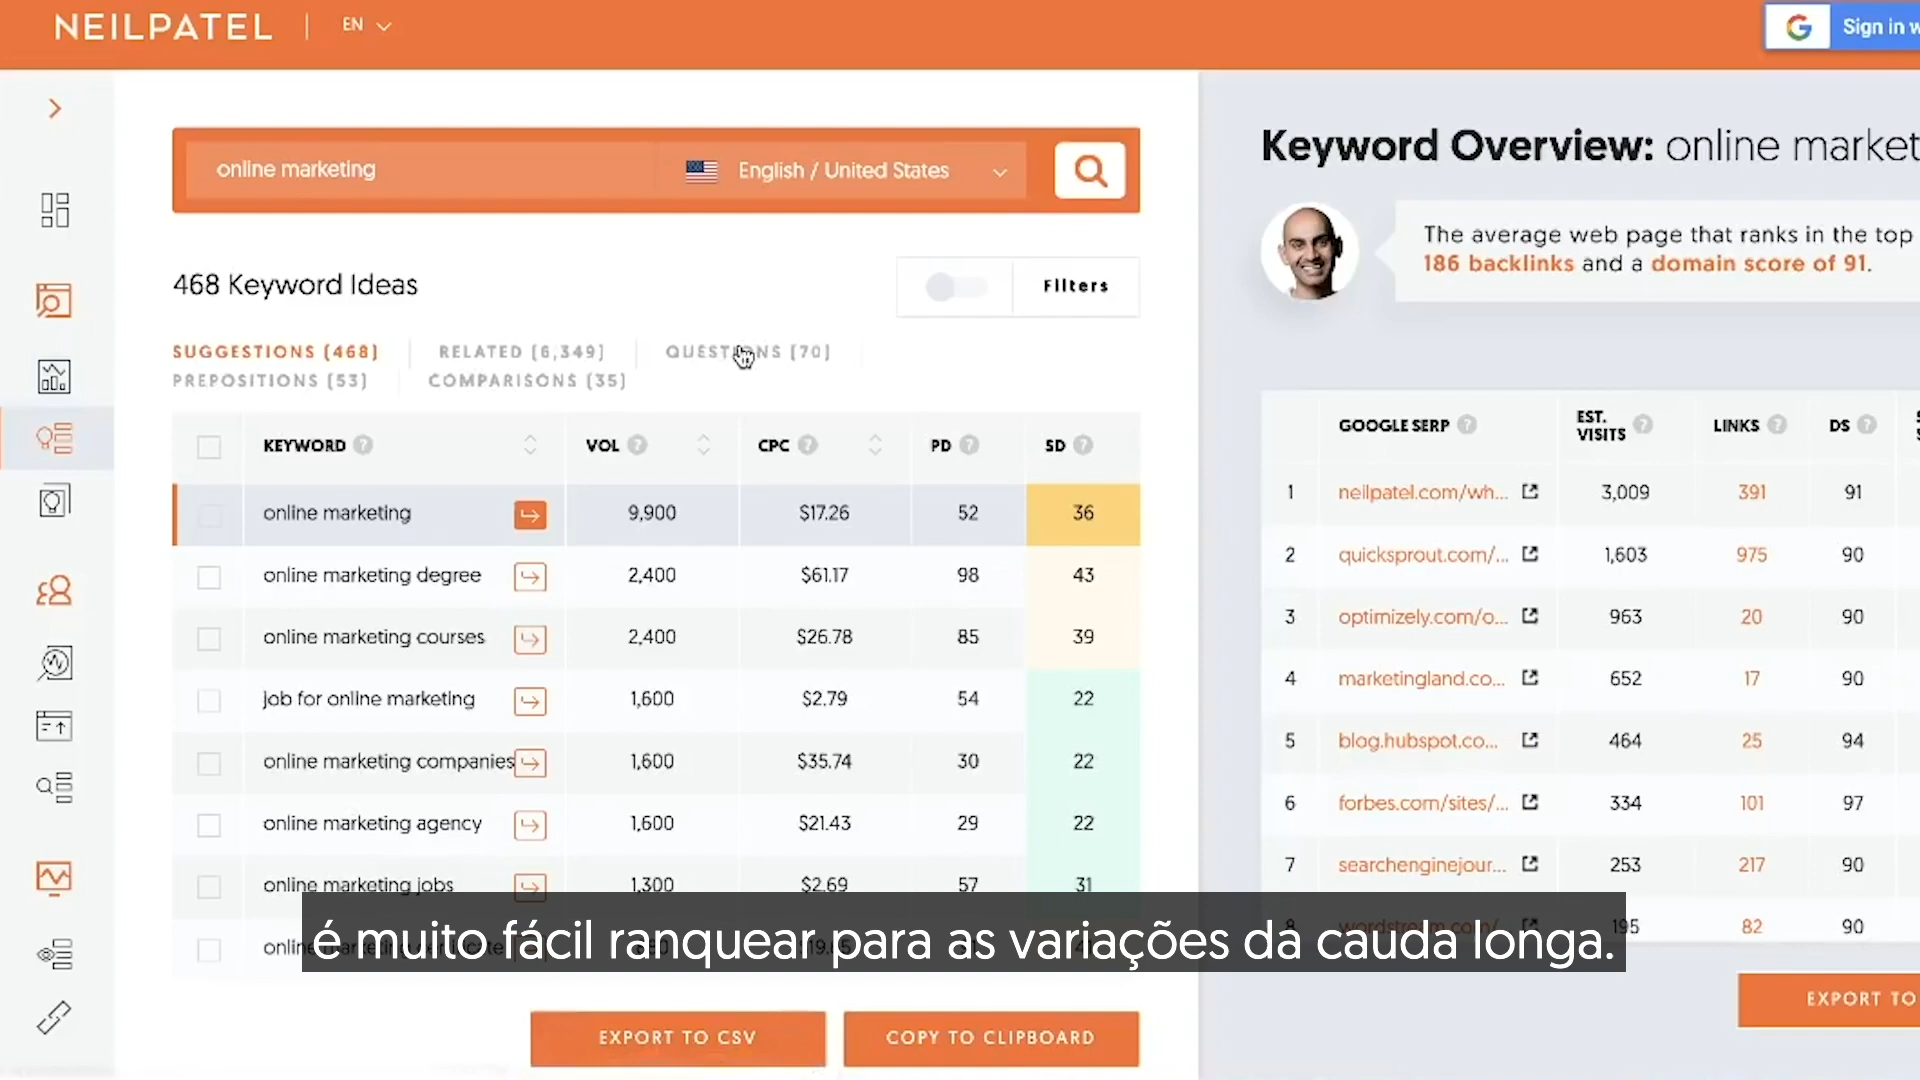 NEILPATEL
EN
Sign in w
online marketing
English / United States
Keyword Overview: online market
The average web page that ranks in the top
186 backlinks and a domain score of 91.
468 Keyword Ideas
Filters
SUGGESTIONS (468)
RELATED (6,349)
QUESTIONS (70)
PREPOSITIONS (53)
COMPARISONS (35)
KEYWORD ? VOL ? CPC ? PD ? SD ?
online marketing 9,900 $17.26 52 36
online marketing degree 2,400 $61.17 98 43
online marketing courses 2,400 $26.78 85 39
job for online marketing 1,600 $2.79 54 22
online marketing companies 1,600 $35.74 30 22
online marketing agency 1,600 $21.43 29 22
online marketing jobs 1,300 $2.69 57 31
GOOGLE SERP ? EST. VISITS ? LINKS ? DS ?
1 neilpatel.com/wh... 3,009 391 91
2 quicksprout.com/... 1,603 975 90
3 optimizely.com/o... 963 20 90
4 marketingland.co... 652 17 90
5 blog.hubspot.co... 464 25 94
6 forbes.com/sites/... 334 101 97
7 searchenginejour... 253 217 90
8 wordstream.com/ 195 82 90
é muito fácil ranquear para as variações da cauda longa.
EXPORT TO CSV
COPY TO CLIPBOARD
EXPORT TO